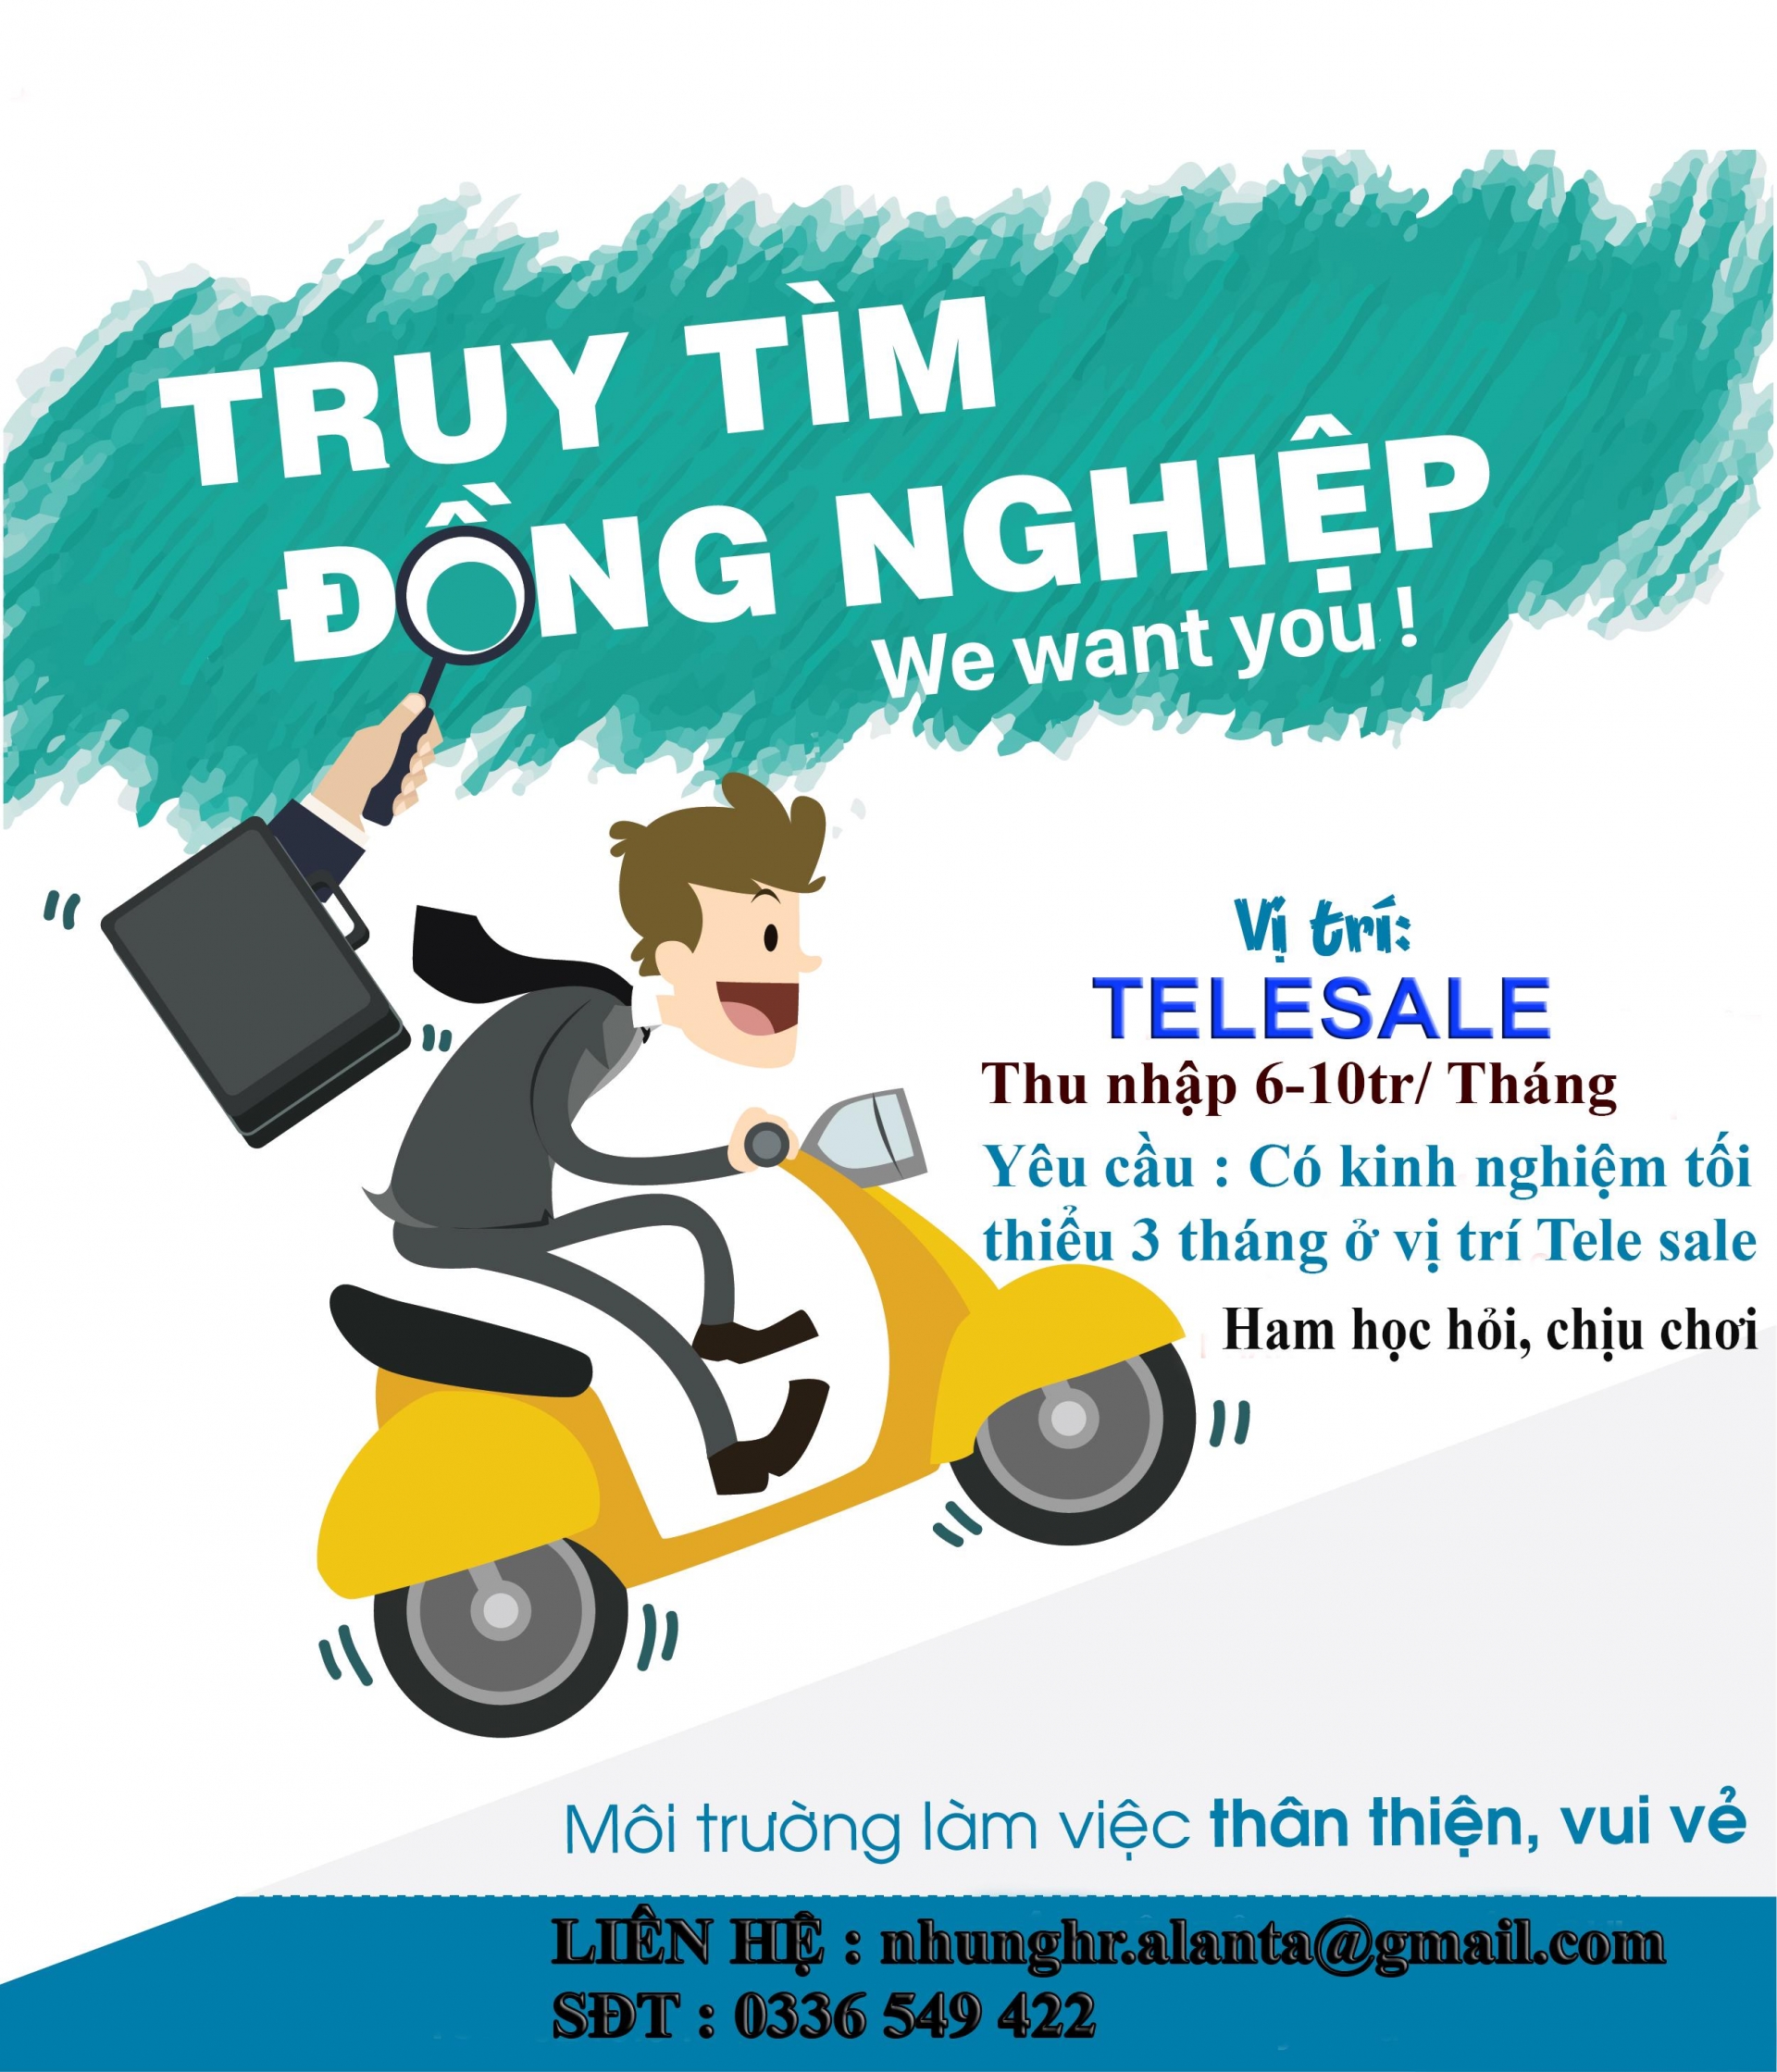 TRUY TÌM
ĐỒNG NGHIỆP
We want you !
Vị trí:
TELESALE
Thu nhập 6-10tr/ Tháng
Yêu cầu : Có kinh nghiệm tối
thiểu 3 tháng ở vị trí Tele sale
Ham học hỏi, chịu chơi
Môi trường làm việc thân thiện, vui vẻ
LIÊN HỆ : nhunghr.alanta@gmail.com
SĐT : 0336 549 422